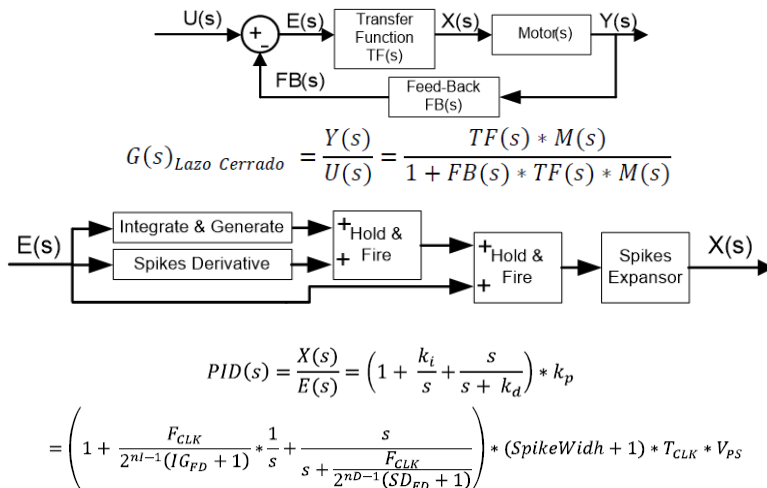 U(s) + - E(s) Transfer Function TF(s) X(s) Motor(s) Y(s)
FB(s) Feed-Back FB(s)
G(s)Lazo Cerrado = Y(s)/U(s) = TF(s) * M(s) / 1 + FB(s) * TF(s) * M(s)
E(s) Integrate & Generate + + Hold & Fire + + Hold & Fire Spikes Expansor X(s)
Spikes Derivative
PID(s) = X(s)/E(s) = (1 + k_i/s + s/(s + k_d)) * k_p
= (1 + F_CLK / 2^{nI-1}(IG_FD + 1) * 1/s + s / (s + F_CLK / 2^{nD-1}(SD_FD + 1))) * (SpikeWidh + 1) * T_CLK * V_PS